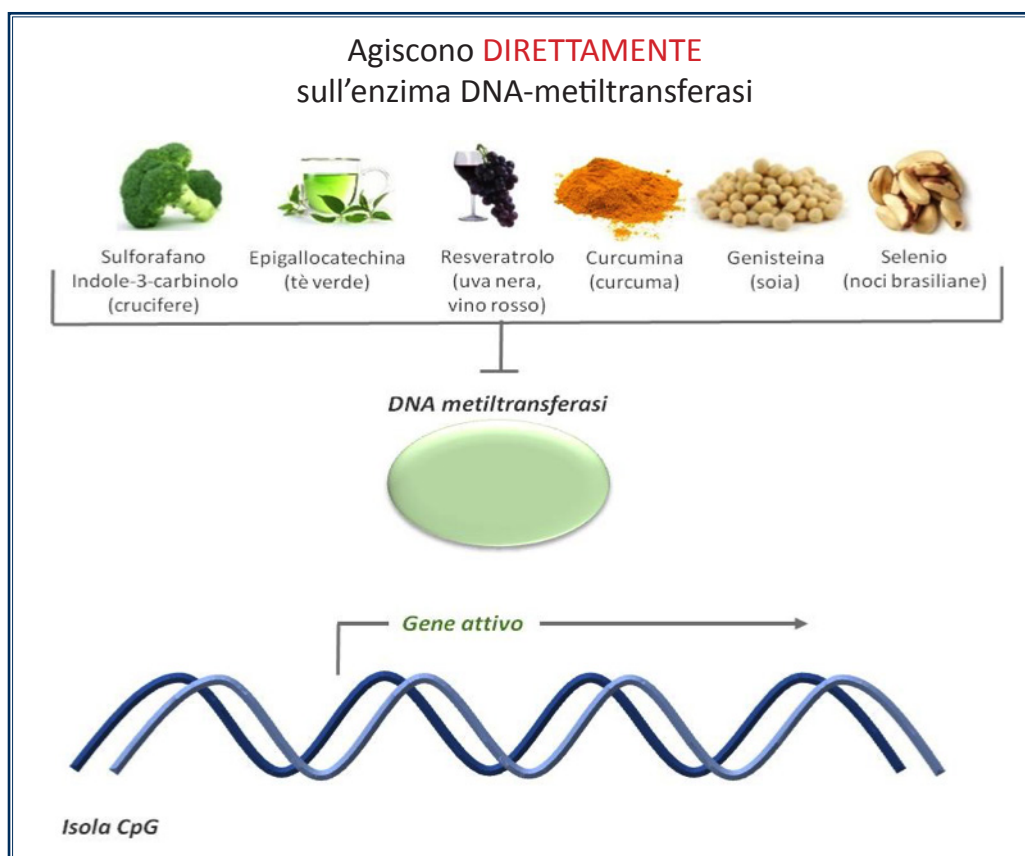 Agiscono DIRETTAMENTE
sull’enzima DNA-metiltransferasi
Sulforafano
Indole-3-carbinolo
(crucifere)
Epigallocatechina
(tè verde)
Resveratrolo
(uva nera,
vino rosso)
Curcumina
(curcuma)
Genisteina
(soia)
Selenio
(noci brasiliane)
DNA metiltransferasi
Gene attivo
Isola CpG